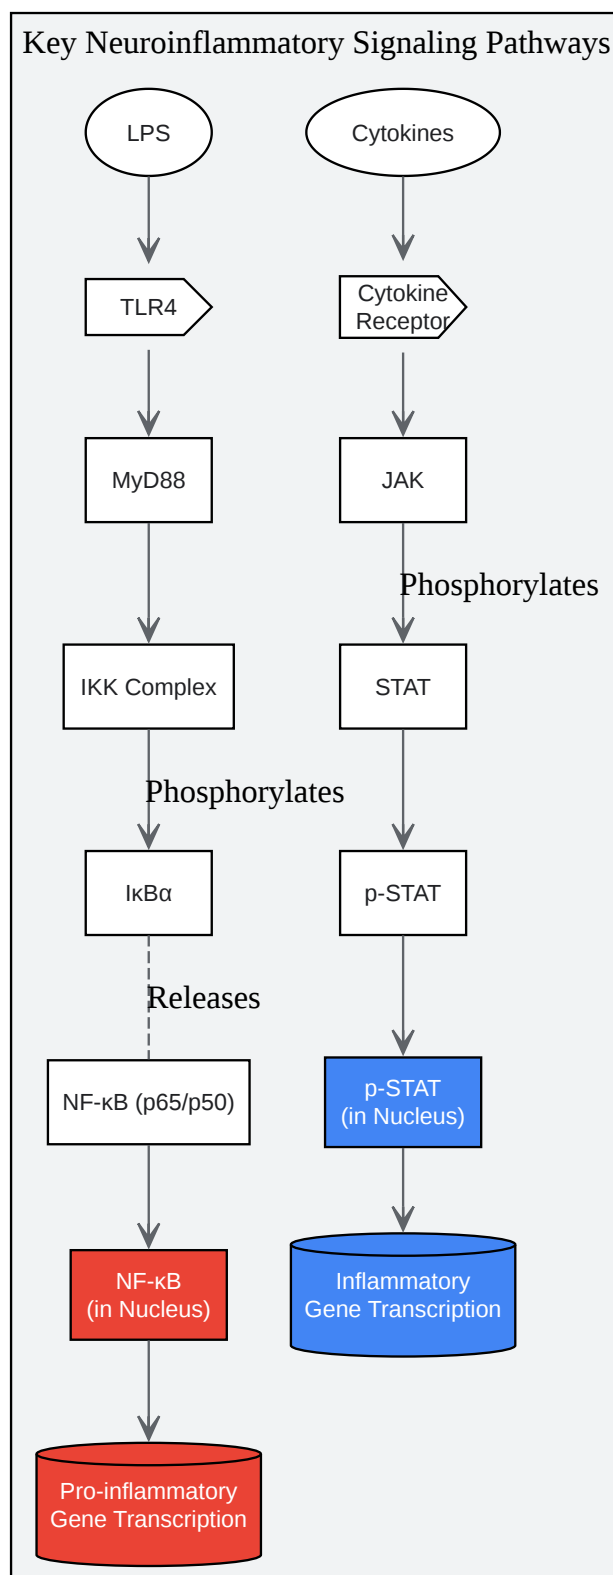 Key Neuroinflammatory Signaling Pathways
LPS
TLR4
MyD88
IKK Complex
Phosphorylates
IκBα
Releases
NF-κB (p65/p50)
NF-κB
(in Nucleus)
Pro-inflammatory
Gene Transcription
Cytokines
Cytokine
Receptor
JAK
Phosphorylates
STAT
p-STAT
p-STAT
(in Nucleus)
Inflammatory
Gene Transcription